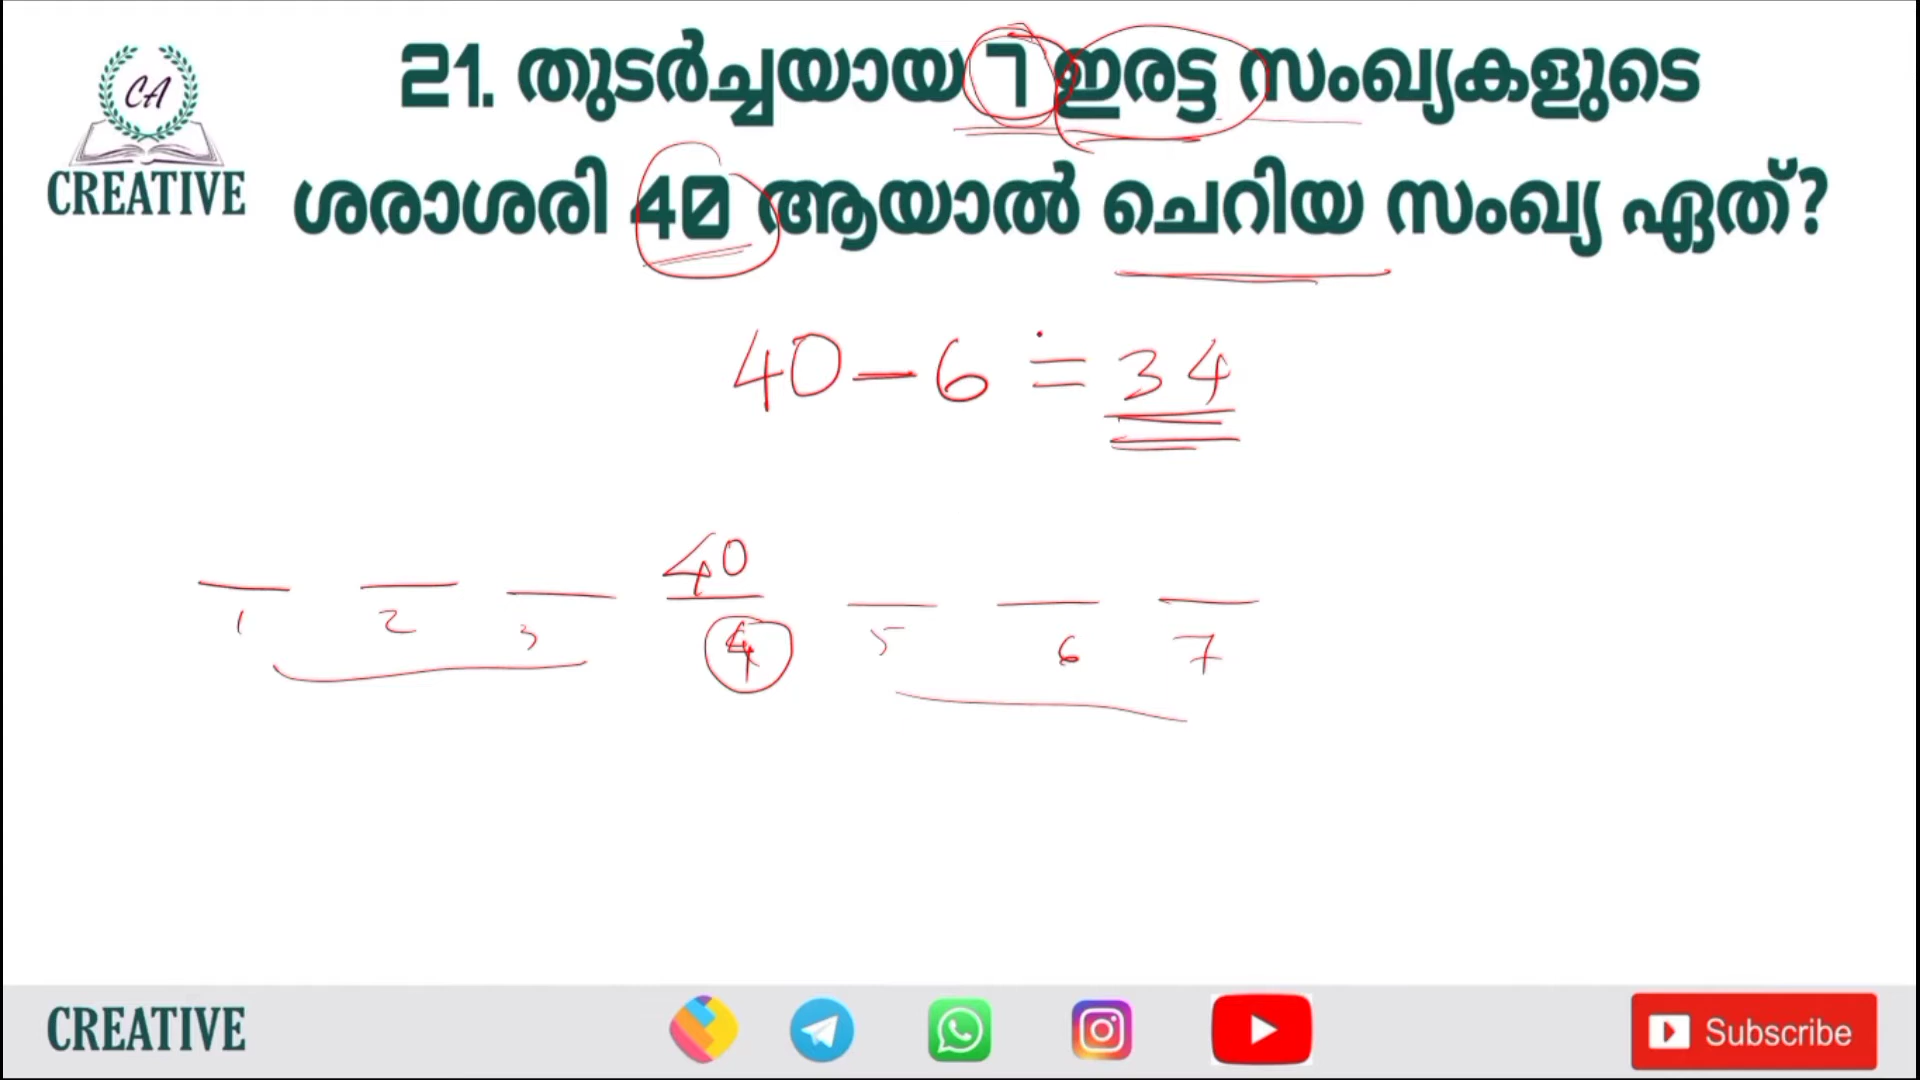 CA
CREATIVE
21. തുടർച്ചയായ 7 ഇരട്ട സംഖ്യകളുടെ
ശരാശരി 40 ആയാൽ ചെറിയ സംഖ്യ ഏത്?
40 - 6 = 34
40
1 2 3 4 5 6 7
CREATIVE
Subscribe